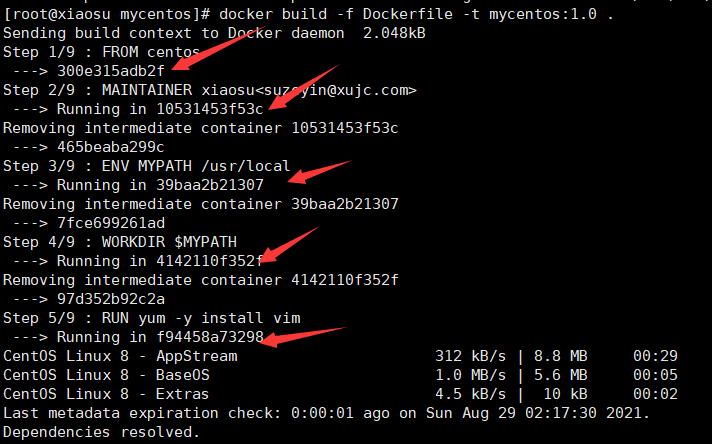 [root@xiaosu mycentos]# docker build -f Dockerfile -t mycentos:1.0 .
Sending build context to Docker daemon  2.048kB
Step 1/9 : FROM centos
 ---> 300e315adb2f
Step 2/9 : MAINTAINER xiaosu<suzeyin@xujc.com>
 ---> Running in 10531453f53c
Removing intermediate container 10531453f53c
 ---> 465beaba299c
Step 3/9 : ENV MYPATH /usr/local
 ---> Running in 39baa2b21307
Removing intermediate container 39baa2b21307
 ---> 7fce699261ad
Step 4/9 : WORKDIR $MYPATH
 ---> Running in 4142110f352f
Removing intermediate container 4142110f352f
 ---> 97d352b92c2a
Step 5/9 : RUN yum -y install vim
 ---> Running in f94458a73298
CentOS Linux 8 - AppStream                      312 kB/s | 8.8 MB     00:29
CentOS Linux 8 - BaseOS                         1.0 MB/s | 5.6 MB     00:05
CentOS Linux 8 - Extras                         4.5 kB/s |  10 kB     00:02
Last metadata expiration check: 0:00:01 ago on Sun Aug 29 02:17:30 2021.
Dependencies resolved.